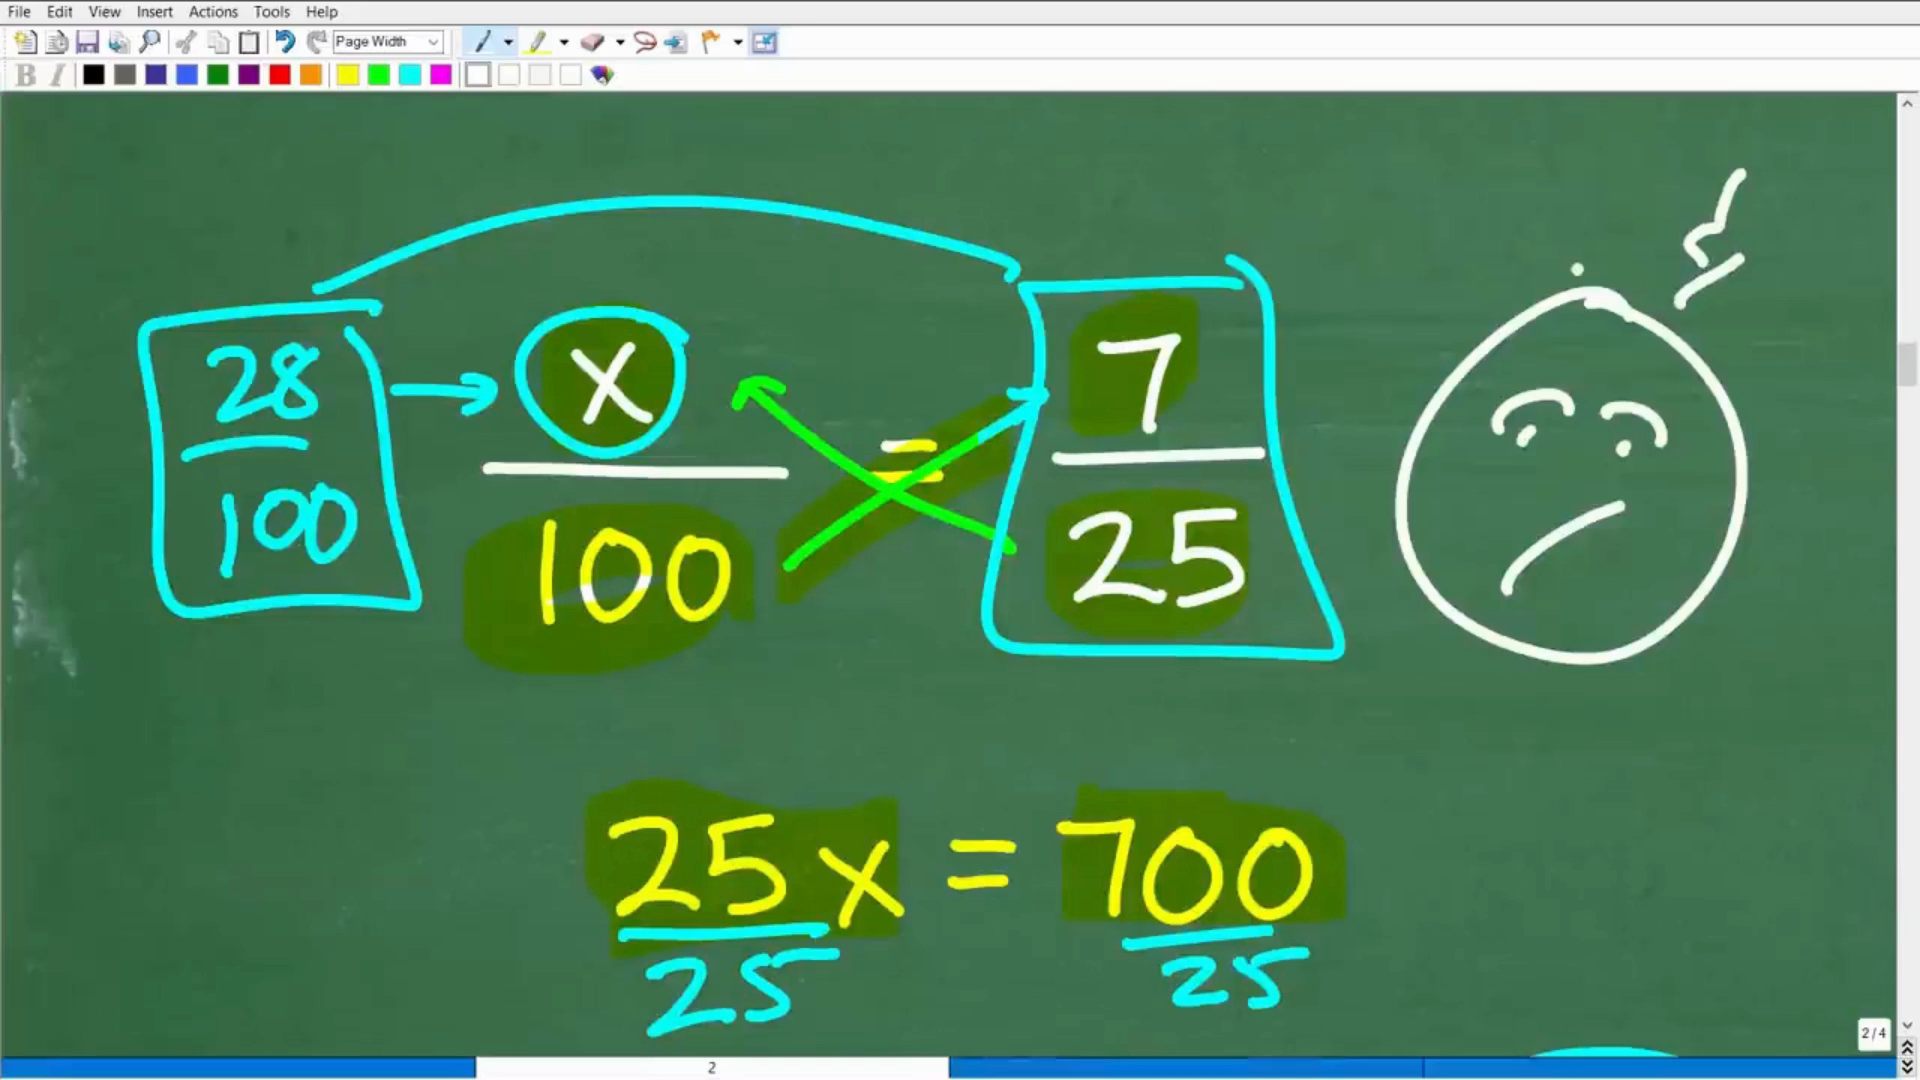 File Edit View Insert Actions Tools Help
Page Width
B I
28 → x = 7
100 100 25
25x = 700
25 25
2/4
2